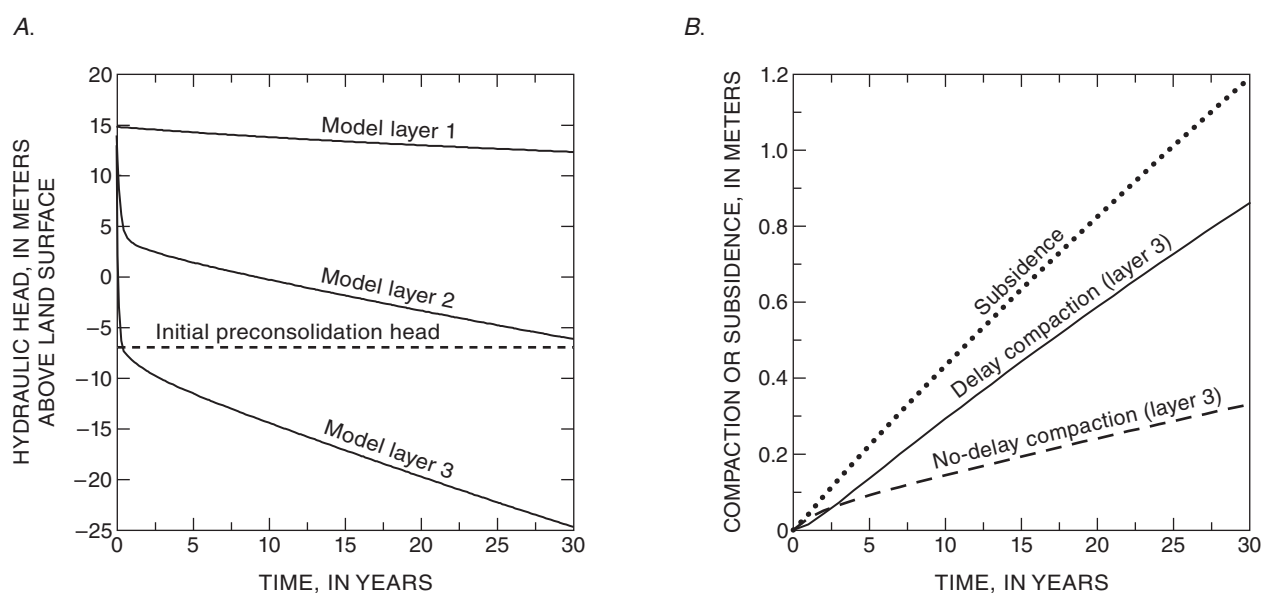 A.
HYDRAULIC HEAD, IN METERS
ABOVE LAND SURFACE
20
15
10
5
0
–5
–10
–15
–20
–25
Model layer 1
Model layer 2
Initial preconsolidation head
Model layer 3
0 5 10 15 20 25 30
TIME, IN YEARS
B.
COMPACTION OR SUBSIDENCE, IN METERS
1.2
1.0
0.8
0.6
0.4
0.2
0
Subsidence
Delay compaction (layer 3)
No-delay compaction (layer 3)
0 5 10 15 20 25 30
TIME, IN YEARS